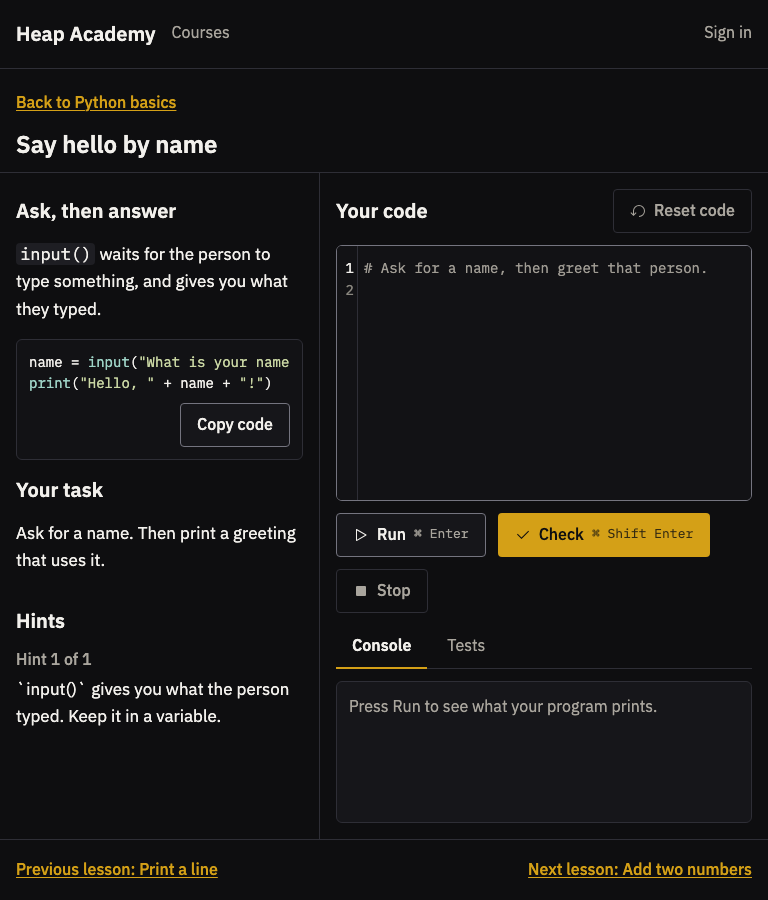 Heap Academy Courses Sign in
Back to Python basics
Say hello by name
Ask, then answer
input() waits for the person to
type something, and gives you what
they typed.
name = input("What is your name
print("Hello, " + name + "!")
Copy code
Your task
Ask for a name. Then print a greeting
that uses it.
Hints
Hint 1 of 1
`input()` gives you what the person
typed. Keep it in a variable.
Your code
Reset code
1 # Ask for a name, then greet that person.
2
Run ⌘ Enter
Check ⌘ Shift Enter
Stop
Console Tests
Press Run to see what your program prints.
Previous lesson: Print a line
Next lesson: Add two numbers